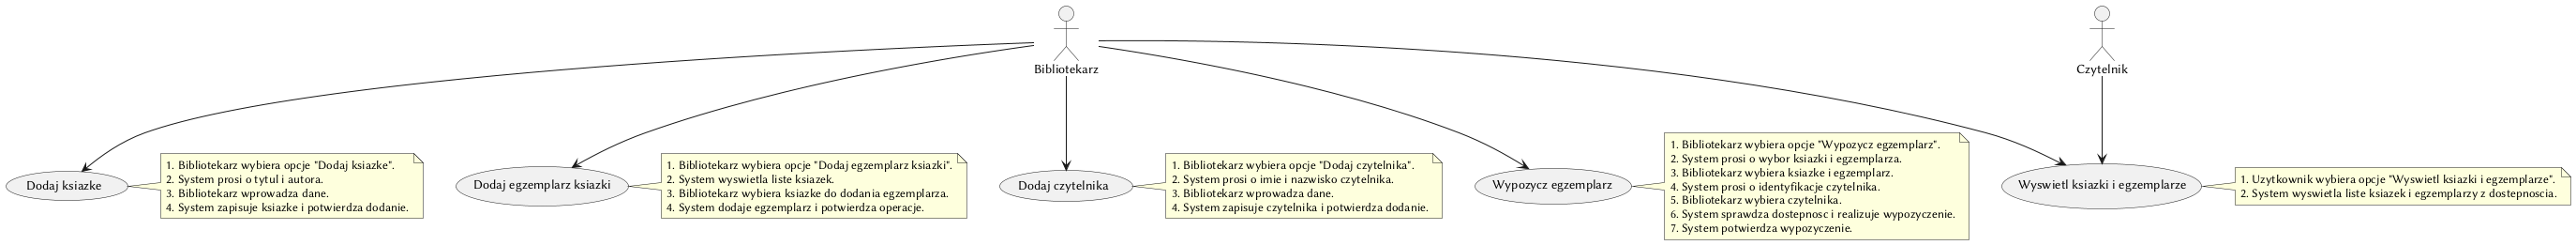 Bibliotekarz
Czytelnik
Dodaj ksiazke
1. Bibliotekarz wybiera opcje "Dodaj ksiazke".
2. System prosi o tytul i autora.
3. Bibliotekarz wprowadza dane.
4. System zapisuje ksiazke i potwierdza dodanie.
Dodaj egzemplarz ksiazki
1. Bibliotekarz wybiera opcje "Dodaj egzemplarz ksiazki".
2. System wyswietla liste ksiazek.
3. Bibliotekarz wybiera ksiazke do dodania egzemplarza.
4. System dodaje egzemplarz i potwierdza operacje.
Dodaj czytelnika
1. Bibliotekarz wybiera opcje "Dodaj czytelnika".
2. System prosi o imie i nazwisko czytelnika.
3. Bibliotekarz wprowadza dane.
4. System zapisuje czytelnika i potwierdza dodanie.
Wypozycz egzemplarz
1. Bibliotekarz wybiera opcje "Wypozycz egzemplarz".
2. System prosi o wybor ksiazki i egzemplarza.
3. Bibliotekarz wybiera ksiazke i egzemplarz.
4. System prosi o identyfikacje czytelnika.
5. Bibliotekarz wybiera czytelnika.
6. System sprawdza dostepnosc i realizuje wypozyczenie.
7. System potwierdza wypozyczenie.
Wyswietl ksiazki i egzemplarze
1. Uzytkownik wybiera opcje "Wyswietl ksiazki i egzemplarze".
2. System wyswietla liste ksiazek i egzemplarzy z dostepnoscia.